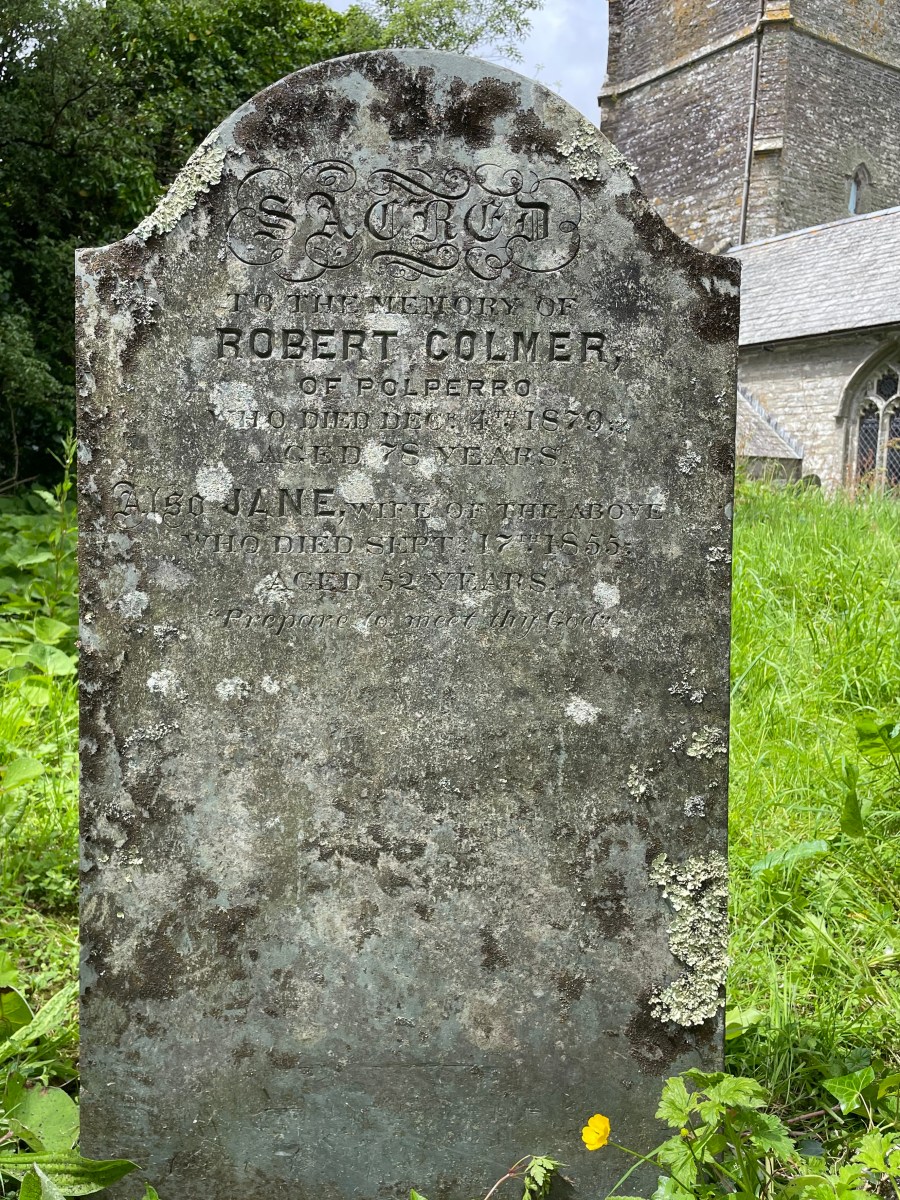 SACRED
TO THE MEMORY OF
ROBERT COLMER,
OF POLPERRO
WHO DIED DECR. 4TH 1879,
AGED 78 YEARS.
Also JANE, WIFE OF THE ABOVE
WHO DIED SEPT. 17TH 1855;
AGED 52 YEARS.
"Prepare to meet thy God."